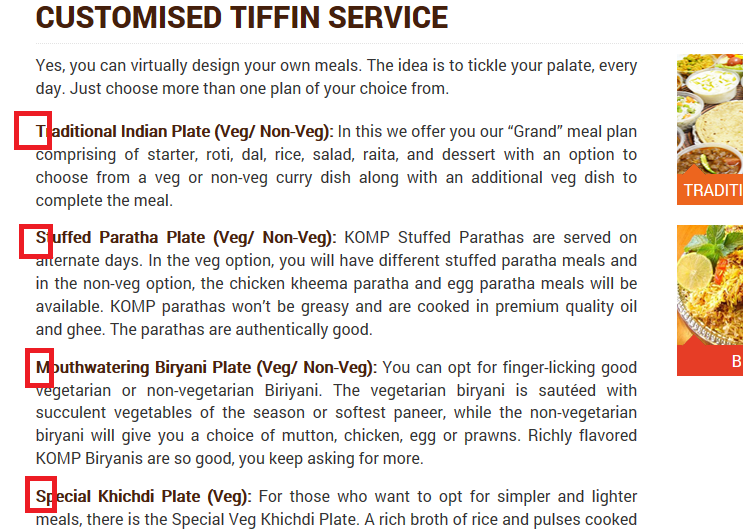 CUSTOMISED TIFFIN SERVICE
Yes, you can virtually design your own meals. The idea is to tickle your palate, every
day. Just choose more than one plan of your choice from.
Traditional Indian Plate (Veg/ Non-Veg): In this we offer you our “Grand” meal plan
comprising of starter, roti, dal, rice, salad, raita, and dessert with an option to
choose from a veg or non-veg curry dish along with an additional veg dish to
complete the meal.
Stuffed Paratha Plate (Veg/ Non-Veg): KOMP Stuffed Parathas are served on
alternate days. In the veg option, you will have different stuffed paratha meals and
in the non-veg option, the chicken kheema paratha and egg paratha meals will be
available. KOMP parathas won’t be greasy and are cooked in premium quality oil
and ghee. The parathas are authentically good.
Mouthwatering Biryani Plate (Veg/ Non-Veg): You can opt for finger-licking good
vegetarian or non-vegetarian Biriyani. The vegetarian biryani is sautéed with
succulent vegetables of the season or softest paneer, while the non-vegetarian
biryani will give you a choice of mutton, chicken, egg or prawns. Richly flavored
KOMP Biryanis are so good, you keep asking for more.
Special Khichdi Plate (Veg): For those who want to opt for simpler and lighter
meals, there is the Special Veg Khichdi Plate. A rich broth of rice and pulses cooked
TRADITI
B